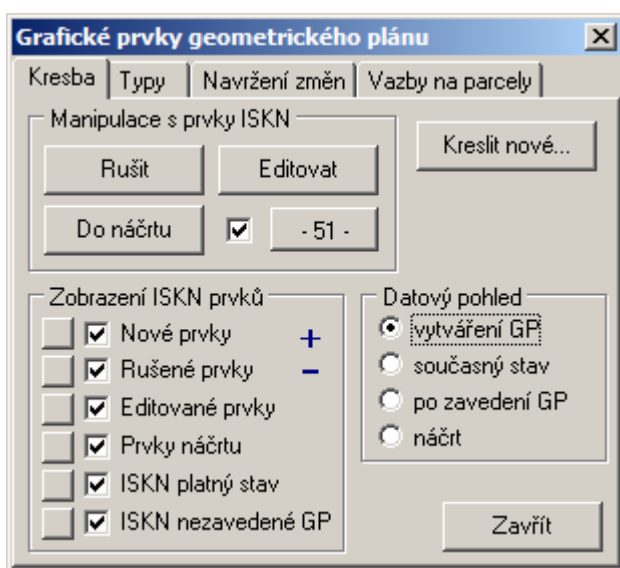 Grafické prvky geometrického plánu
Kresba Typy Navržení změn Vazby na parcely
Manipulace s prvky ISKN
Rušit Editovat
Kreslit nové...
Do náčrtu - 51 -
Zobrazení ISKN prvků
Nové prvky +
Rušené prvky –
Editované prvky
Prvky náčrtu
ISKN platný stav
ISKN nezavedené GP
Datový pohled
vytváření GP
současný stav
po zavedení GP
náčrt
Zavřít